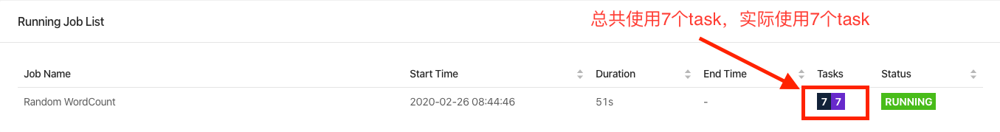 总共使用7个task，实际使用7个task
Running Job List
Job Name Start Time Duration End Time Tasks Status
Random WordCount 2020-02-26 08:44:46 51s - 7 7 RUNNING